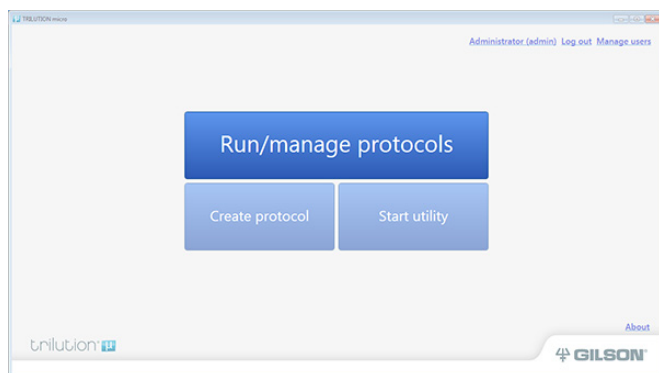 TRILUTION micro
Administrator (admin) Log out Manage users
Run/manage protocols
Create protocol Start utility
About
trilution® µ
GILSON®